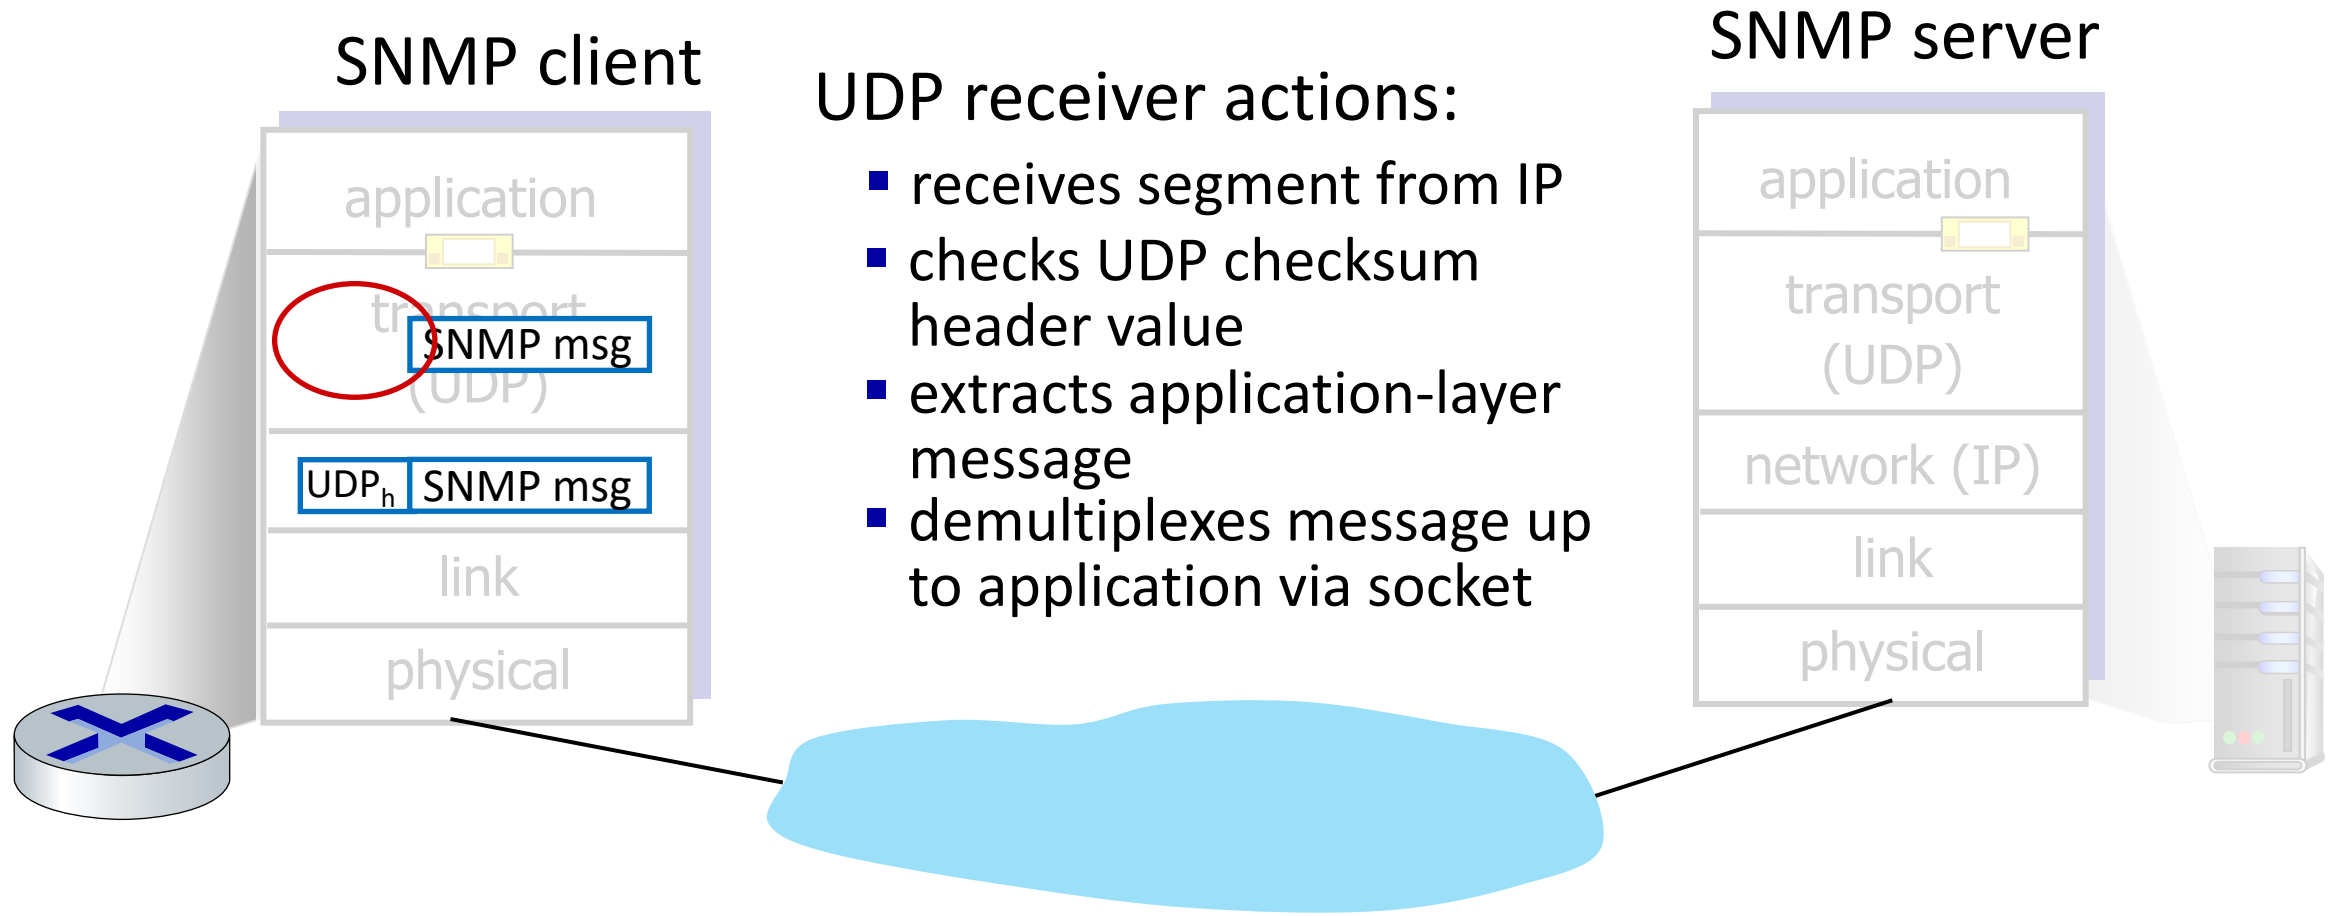 SNMP client
application
transport
SNMP msg
(UDP)
UDPh SNMP msg
link
physical
UDP receiver actions:
receives segment from IP
checks UDP checksum
header value
extracts application-layer
message
demultiplexes message up
to application via socket
SNMP server
application
transport
(UDP)
network (IP)
link
physical